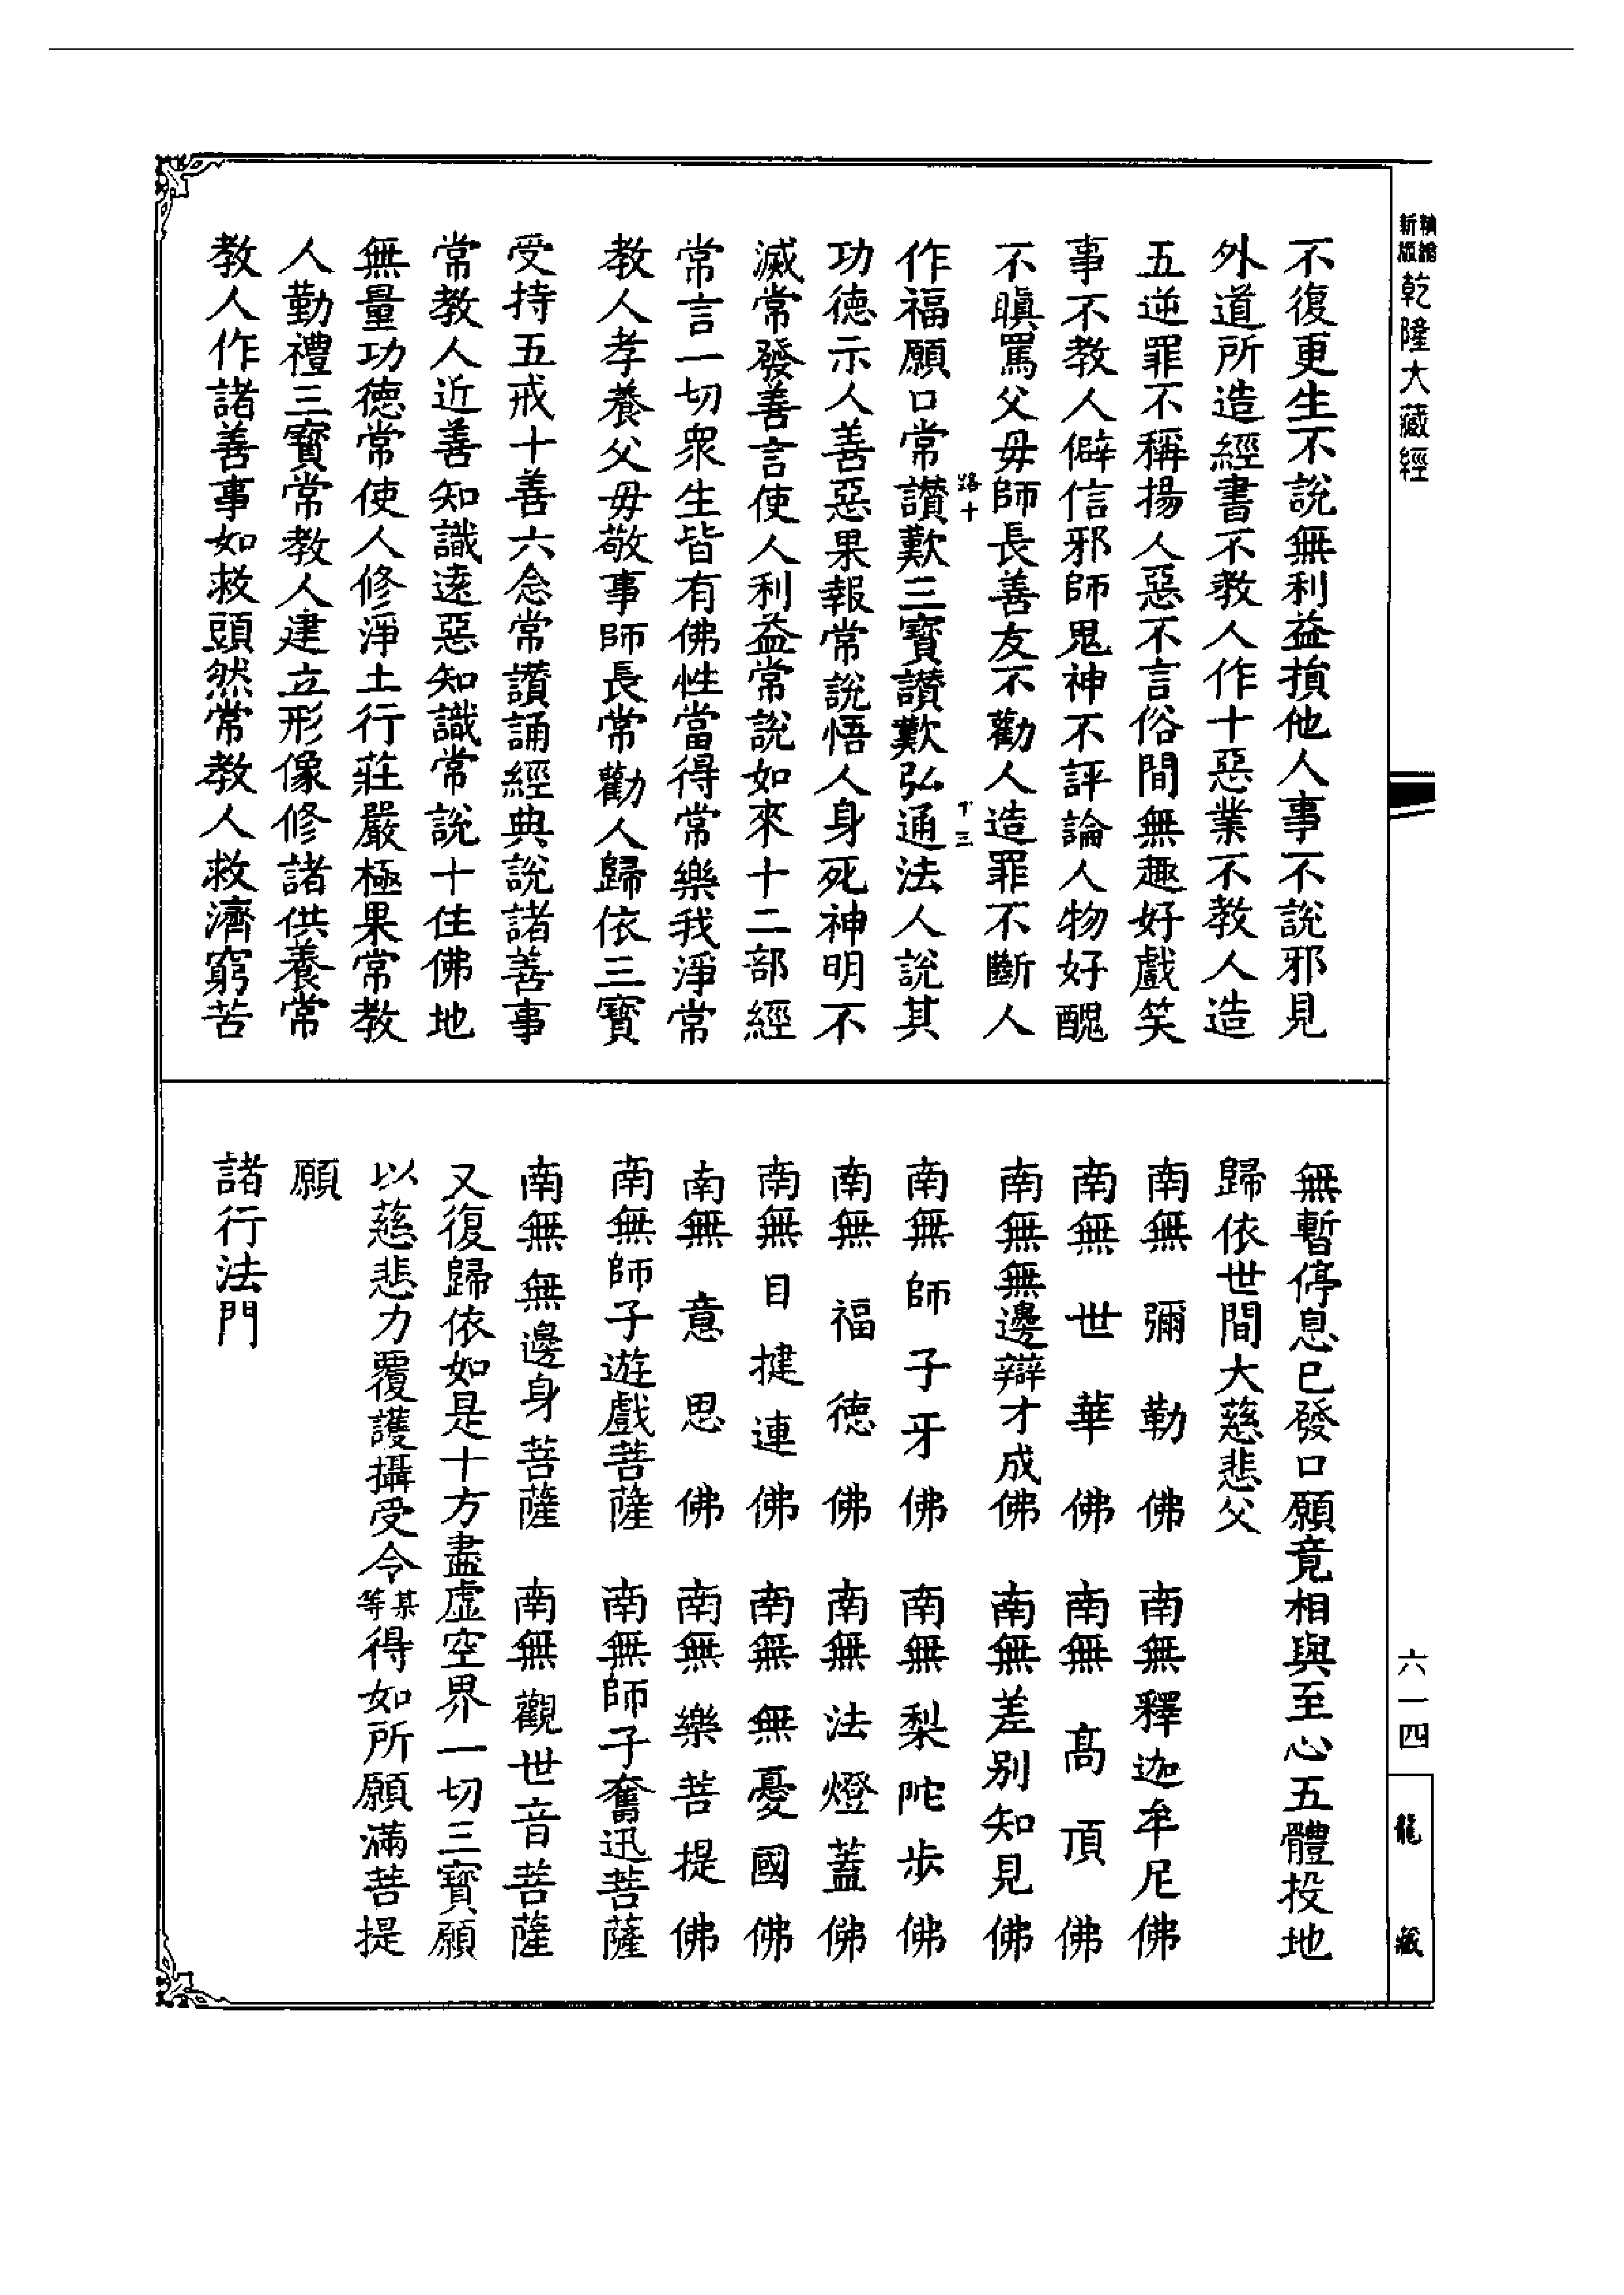 精縮新版乾隆大藏經
不復更生不說無利益損他人事不說邪見
外道所造經書不教人作十惡業不教人造
五逆罪不稱揚人惡不言俗間無趣好戲笑
事不教人僻信邪師鬼神不評論人物好醜
不瞋罵父母師長善友不勸人造罪不斷人
路十 十三
作福願口常讚歎三寶讚歎弘通法人說其
功德示人善惡果報常說悟人身死神明不
滅常發善言使人利益常說如來十二部經
常言一切眾生皆有佛性當得常樂我淨常
教人孝養父母敬事師長常勸人歸依三寶
受持五戒十善六念常讚誦經典說諸善事
常教人近善知識遠惡知識常說十住佛地
無量功德常使人修淨土行莊嚴極果常教
人勤禮三寶常教人建立形像修諸供養常
教人作諸善事如救頭然常教人救濟窮苦
無暫停息已發口願竟相與至心五體投地
歸依世間大慈悲父
南無彌勒佛 南無釋迦牟尼佛
南無世華佛 南無高頂佛
南無無邊辯才成佛 南無差別知見佛
南無師子牙佛 南無梨陀步佛
南無福德佛 南無法燈蓋佛
南無目揵連佛 南無無憂國佛
南無意思佛 南無樂菩提佛
南無師子遊戲菩薩 南無師子奮迅菩薩
南無無邊身菩薩 南無觀世音菩薩
又復歸依如是十方盡虛空界一切三寶願
以慈悲力覆護攝受令某等得如所願滿菩提
願
諸行法門
六一四
龍藏